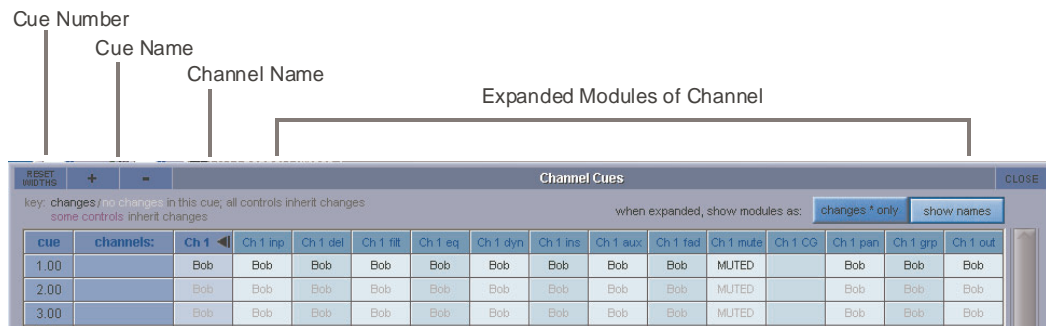 Cue Number
Cue Name
Channel Name
Expanded Modules of Channel
RESET WIDTHS + - Channel Cues CLOSE
key: changes / no changes in this cue; all controls inherit changes
some controls inherit changes
when expanded, show modules as: changes * only show names
cue channels: Ch 1 Ch 1 inp Ch 1 del Ch 1 filt Ch 1 eq Ch 1 dyn Ch 1 ins Ch 1 aux Ch 1 fad Ch 1 mute Ch 1 CG Ch 1 pan Ch 1 grp Ch 1 out
1.00 Bob Bob Bob Bob Bob Bob Bob Bob Bob MUTED Bob Bob Bob
2.00 Bob Bob Bob Bob Bob Bob Bob Bob Bob MUTED Bob Bob Bob
3.00 Bob Bob Bob Bob Bob Bob Bob Bob Bob MUTED Bob Bob Bob